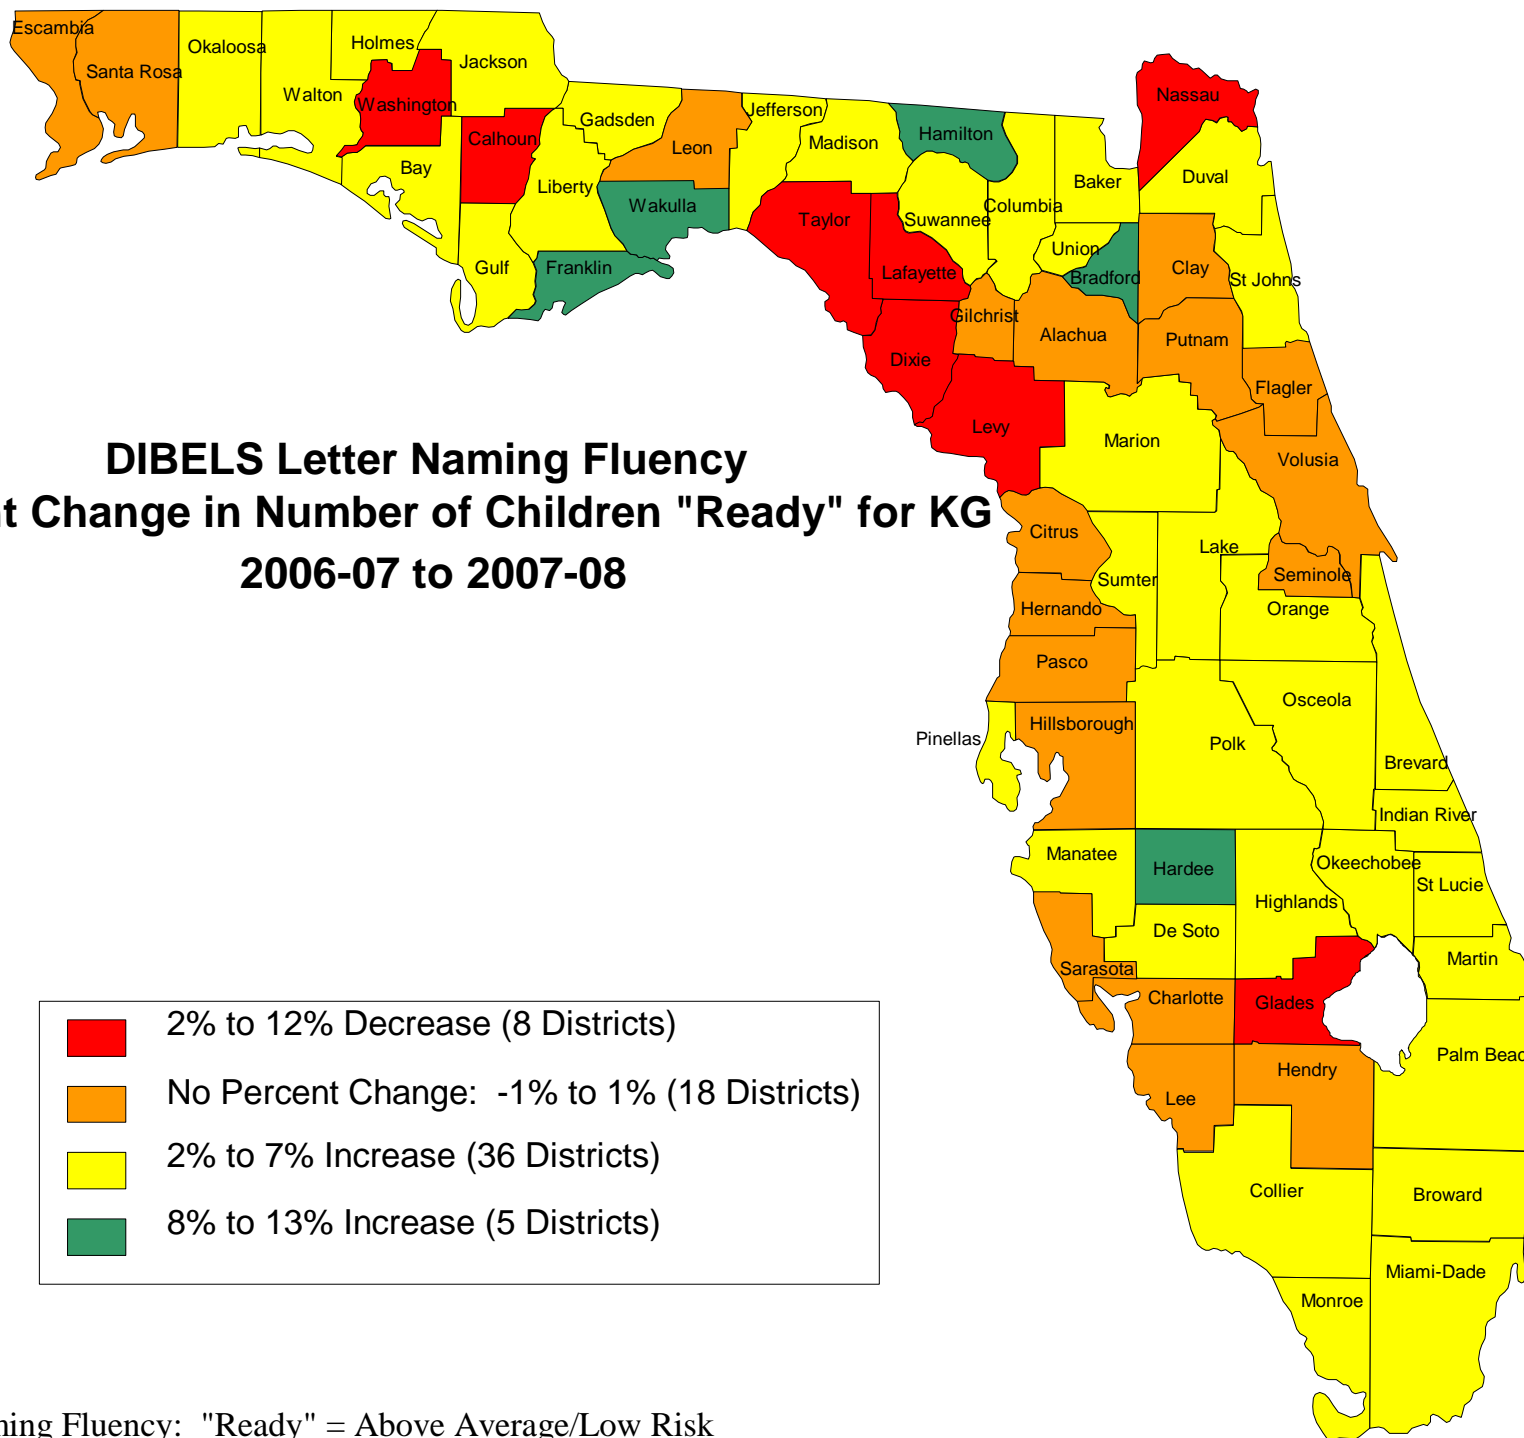 Escambia
Santa Rosa
Okaloosa
Holmes
Jackson
Walton
Washington
Calhoun
Bay
Gadsden
Leon
Liberty
Wakulla
Gulf
Franklin
Jefferson
Madison
Hamilton
Taylor
Suwannee
Columbia
Lafayette
Baker
Nassau
Duval
Union
Bradford
Clay
St Johns
Gilchrist
Alachua
Putnam
Dixie
Flagler
Levy
Marion
Volusia
DIBELS Letter Naming Fluency
Change in Number of Children "Ready" for KG
2006-07 to 2007-08
Citrus
Lake
Sumter
Seminole
Hernando
Orange
Pasco
Osceola
Hillsborough
Pinellas
Polk
Brevard
Indian River
Manatee
Hardee
Okeechobee
St Lucie
Highlands
De Soto
Martin
Sarasota
Charlotte
Glades
Palm Beac
Hendry
Lee
Collier
Broward
Miami-Dade
Monroe
2% to 12% Decrease (8 Districts)
No Percent Change: -1% to 1% (18 Districts)
2% to 7% Increase (36 Districts)
8% to 13% Increase (5 Districts)
Fluency: "Ready" = Above Average/Low Risk